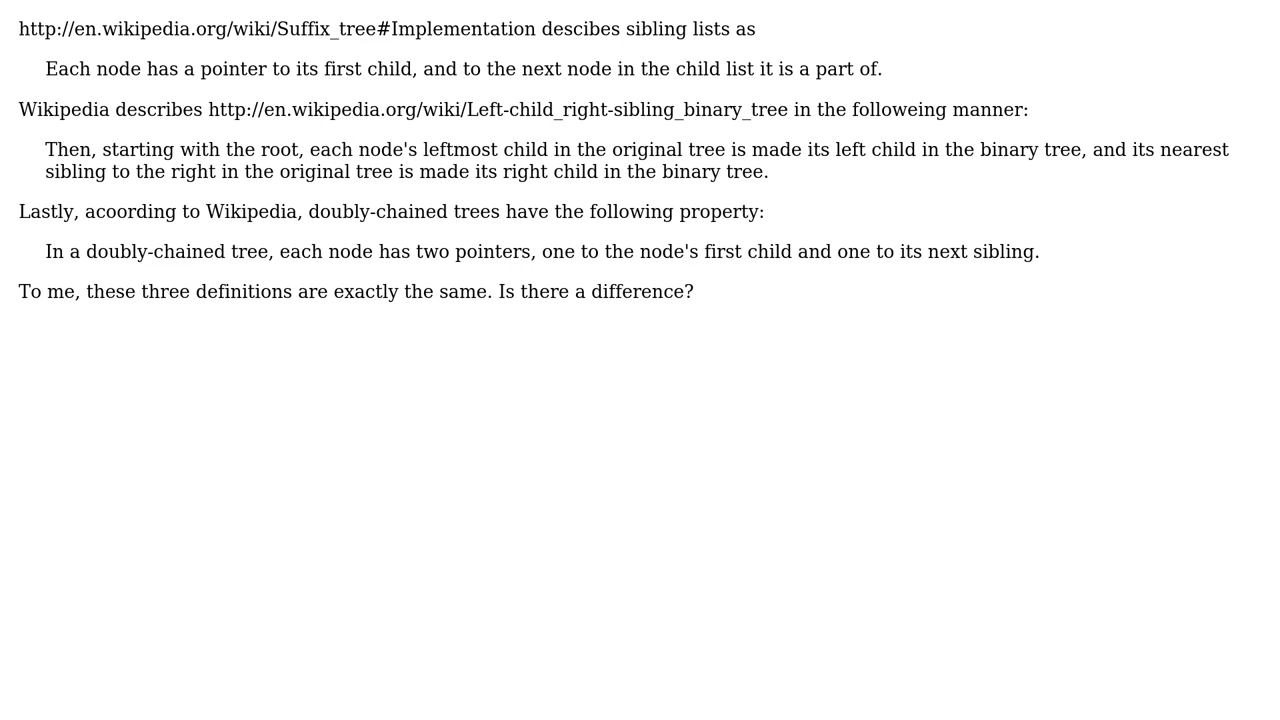 http://en.wikipedia.org/wiki/Suffix_tree#Implementation descibes sibling lists as
Each node has a pointer to its first child, and to the next node in the child list it is a part of.
Wikipedia describes http://en.wikipedia.org/wiki/Left-child_right-sibling_binary_tree in the followeing manner:
Then, starting with the root, each node's leftmost child in the original tree is made its left child in the binary tree, and its nearest
sibling to the right in the original tree is made its right child in the binary tree.
Lastly, acoording to Wikipedia, doubly-chained trees have the following property:
In a doubly-chained tree, each node has two pointers, one to the node's first child and one to its next sibling.
To me, these three definitions are exactly the same. Is there a difference?